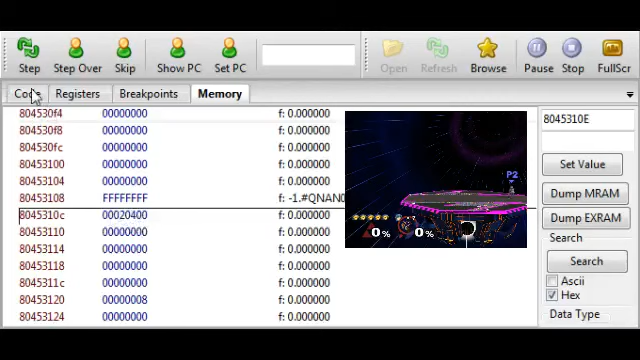 Step Step Over Skip Show PC Set PC Open Refresh Browse Pause Stop FullScr
Code Registers Breakpoints Memory
804530f4 00000000 f: 0.000000
804530f8 00000000 f: 0.000000
804530fc 00000000 f: 0.000000
80453100 00000000 f: 0.000000
80453104 00000000 f: 0.000000
80453108 FFFFFFFF f: -1.#QNAN0
8045310c 00020400 f: 0.000000
80453110 00000000 f: 0.000000
80453114 00000000 f: 0.000000
80453118 00000000 f: 0.000000
8045311c 00000000 f: 0.000000
80453120 00000008 f: 0.000000
80453124 00000000 f: 0.000000
P2
0% 0%
8045310E
Set Value
Dump MRAM
Dump EXRAM
Search
Search
Ascii
Hex
Data Type